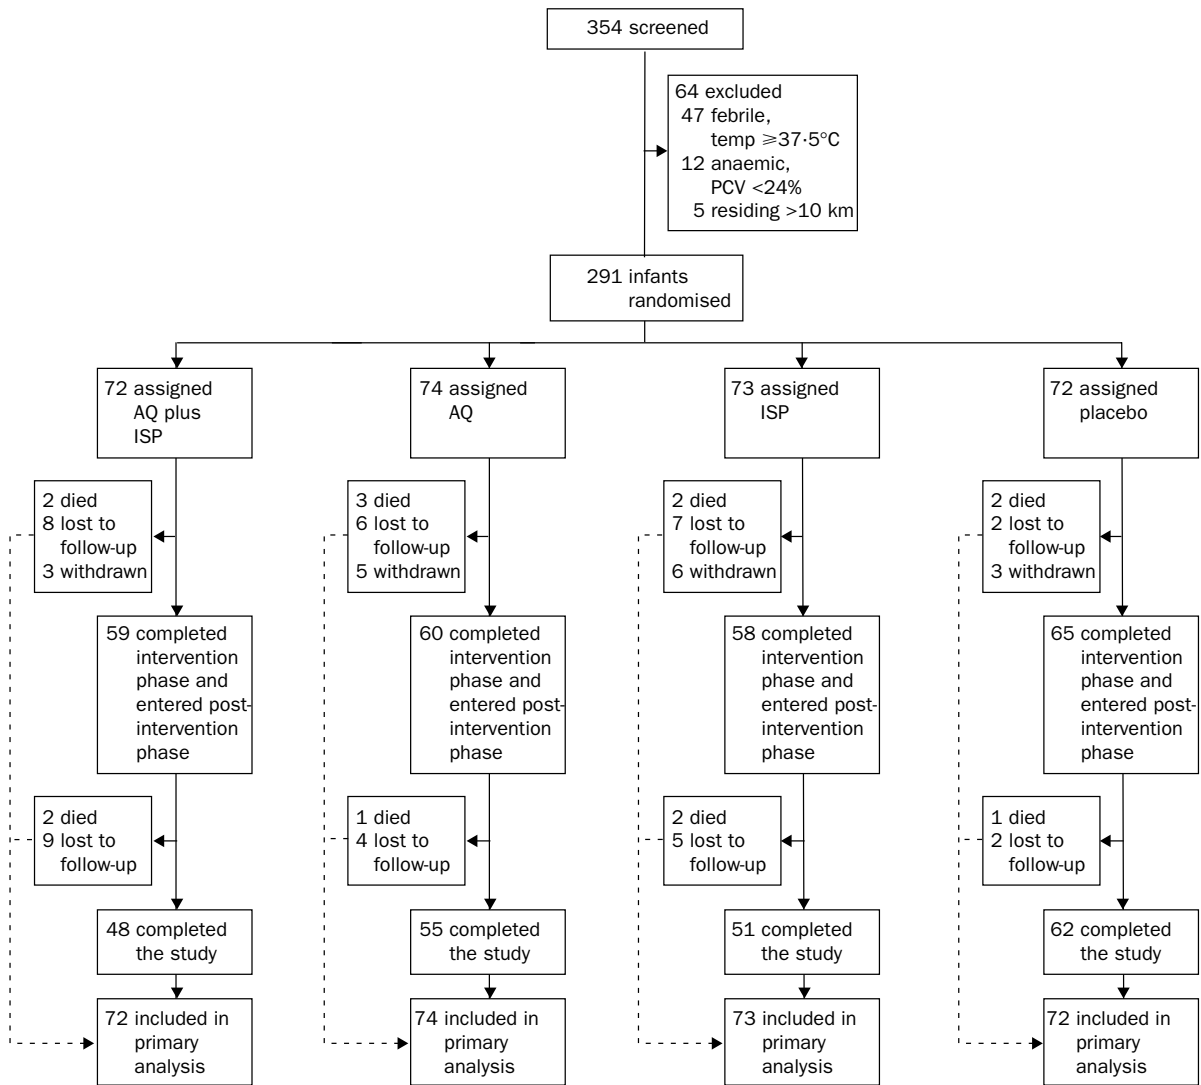 354 screened
64 excluded
47 febrile,
temp ⩾37·5°C
12 anaemic,
PCV <24%
5 residing >10 km
291 infants
randomised
72 assigned
AQ plus
ISP
74 assigned
AQ
73 assigned
ISP
72 assigned
placebo
2 died
8 lost to
follow-up
3 withdrawn
3 died
6 lost to
follow-up
5 withdrawn
2 died
7 lost to
follow-up
6 withdrawn
2 died
2 lost to
follow-up
3 withdrawn
59 completed
intervention
phase and
entered post-
intervention
phase
60 completed
intervention
phase and
entered post-
intervention
phase
58 completed
intervention
phase and
entered post-
intervention
phase
65 completed
intervention
phase and
entered post-
intervention
phase
2 died
9 lost to
follow-up
1 died
4 lost to
follow-up
2 died
5 lost to
follow-up
1 died
2 lost to
follow-up
48 completed
the study
55 completed
the study
51 completed
the study
62 completed
the study
72 included in
primary
analysis
74 included in
primary
analysis
73 included in
primary
analysis
72 included in
primary
analysis